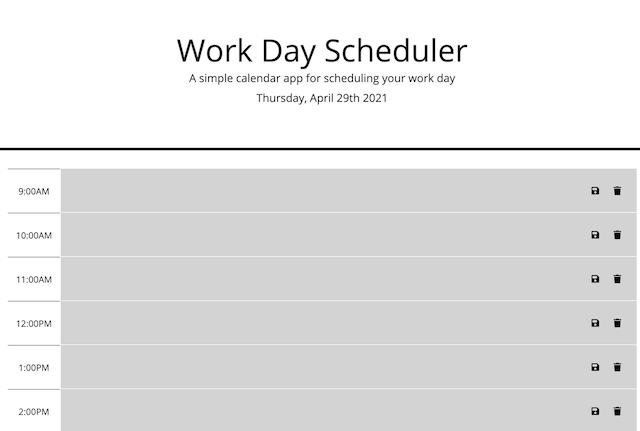 Work Day Scheduler
A simple calendar app for scheduling your work day
Thursday, April 29th 2021
9:00AM
10:00AM
11:00AM
12:00PM
1:00PM
2:00PM